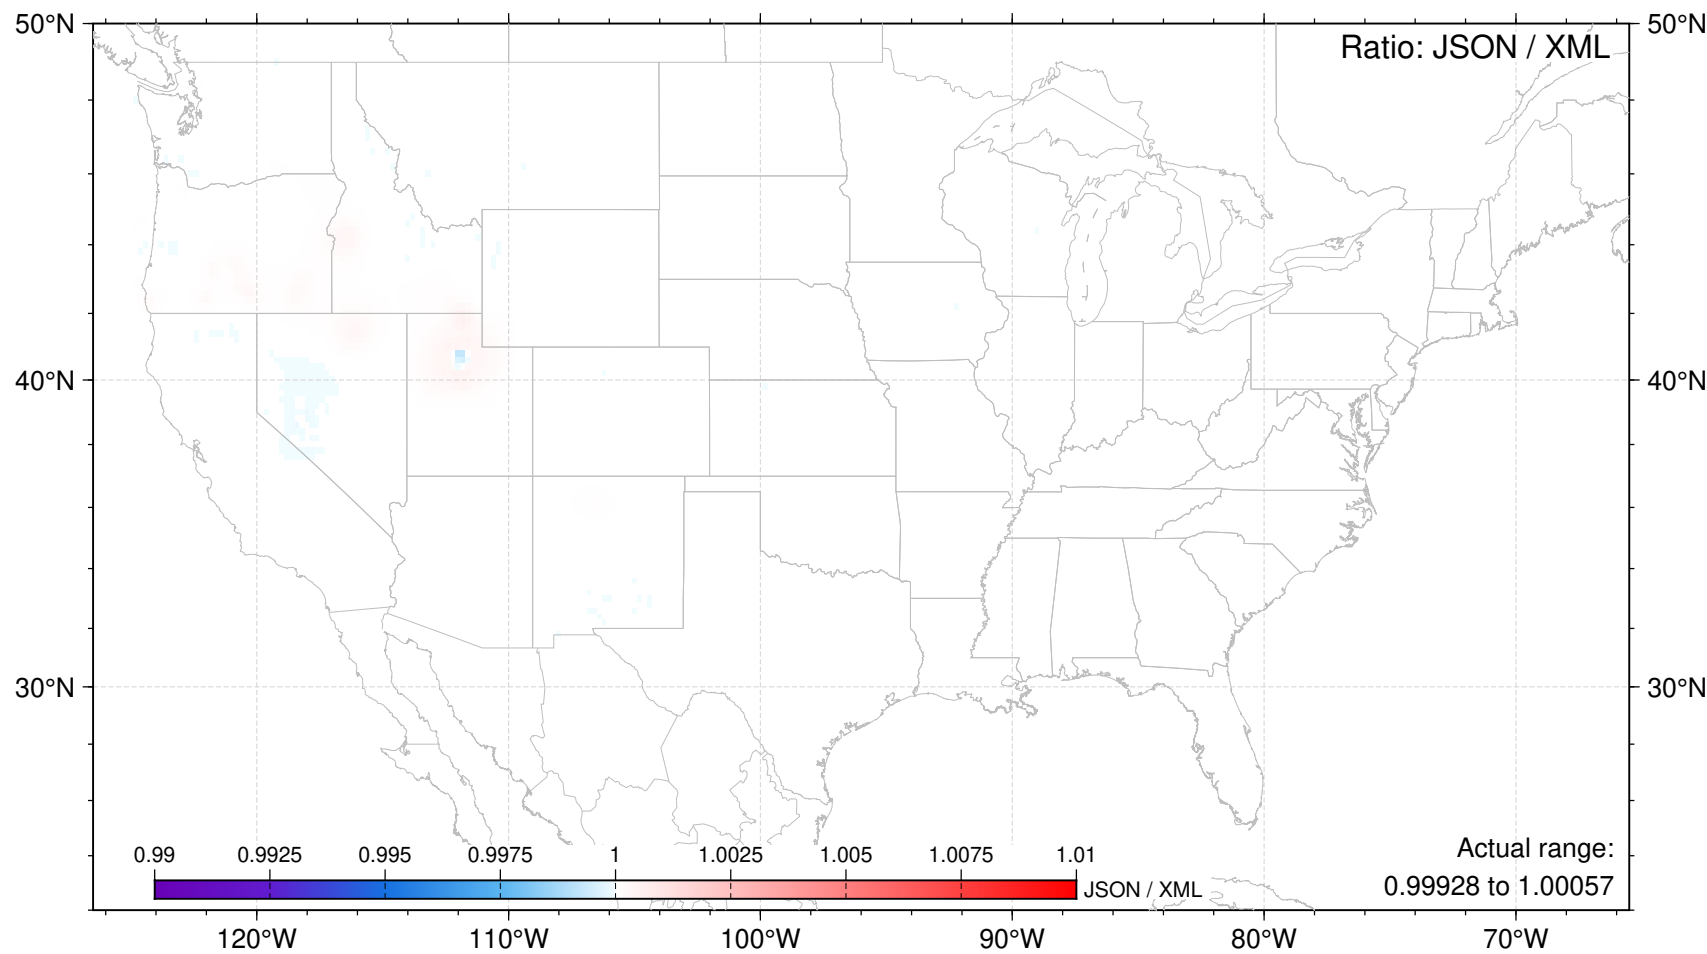 50°N
50°N
Ratio: JSON / XML
40°N
40°N
30°N
30°N
Actual range:
0.99 0.9925 0.995 0.9975 1 1.0025 1.005 1.0075 1.01
JSON / XML
0.99928 to 1.00057
120°W 110°W 100°W 90°W 80°W 70°W